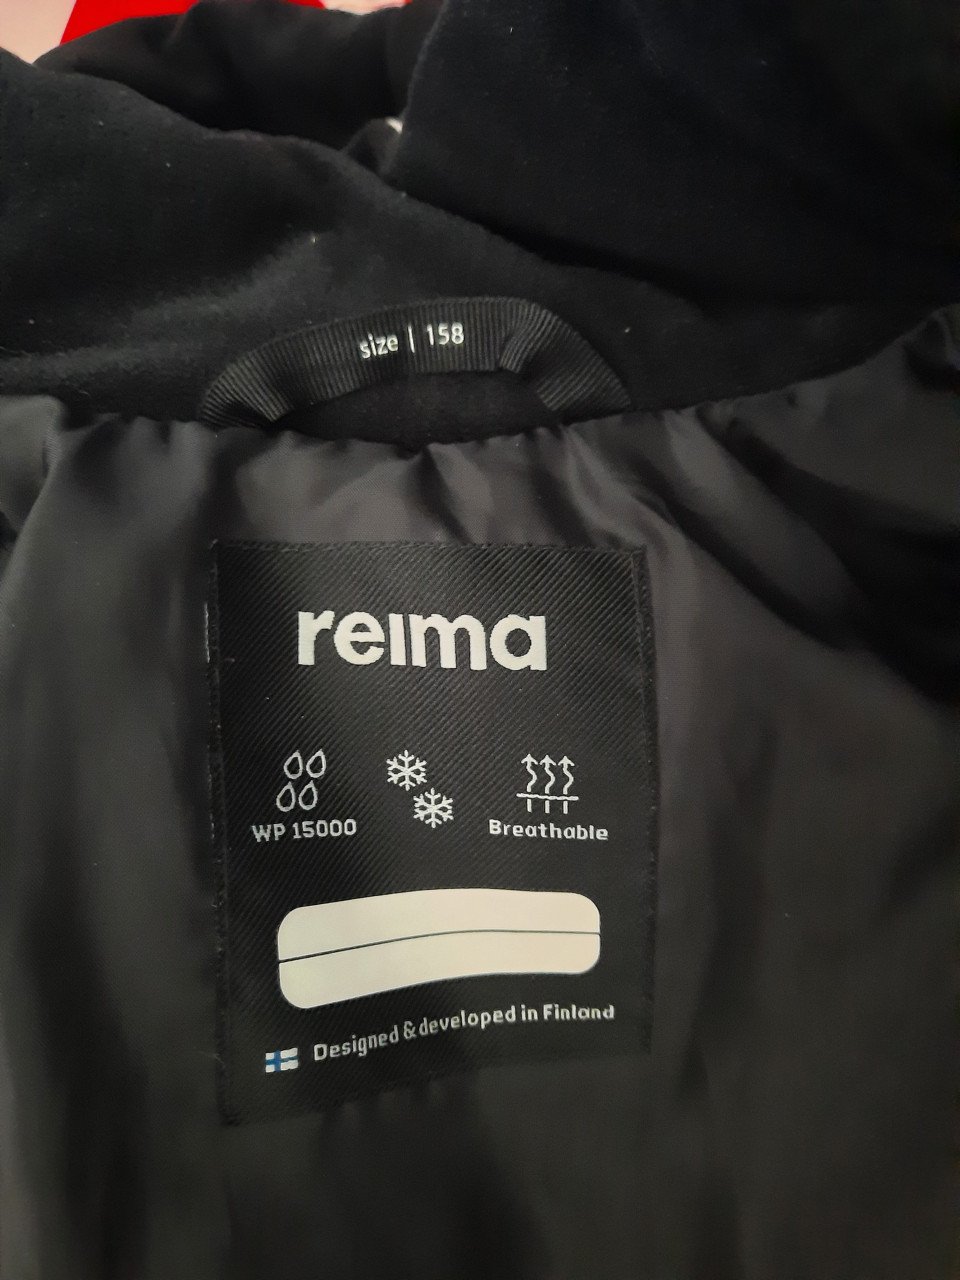 size | 158
reima
WP 15000
Breathable
Designed & developed in Finland